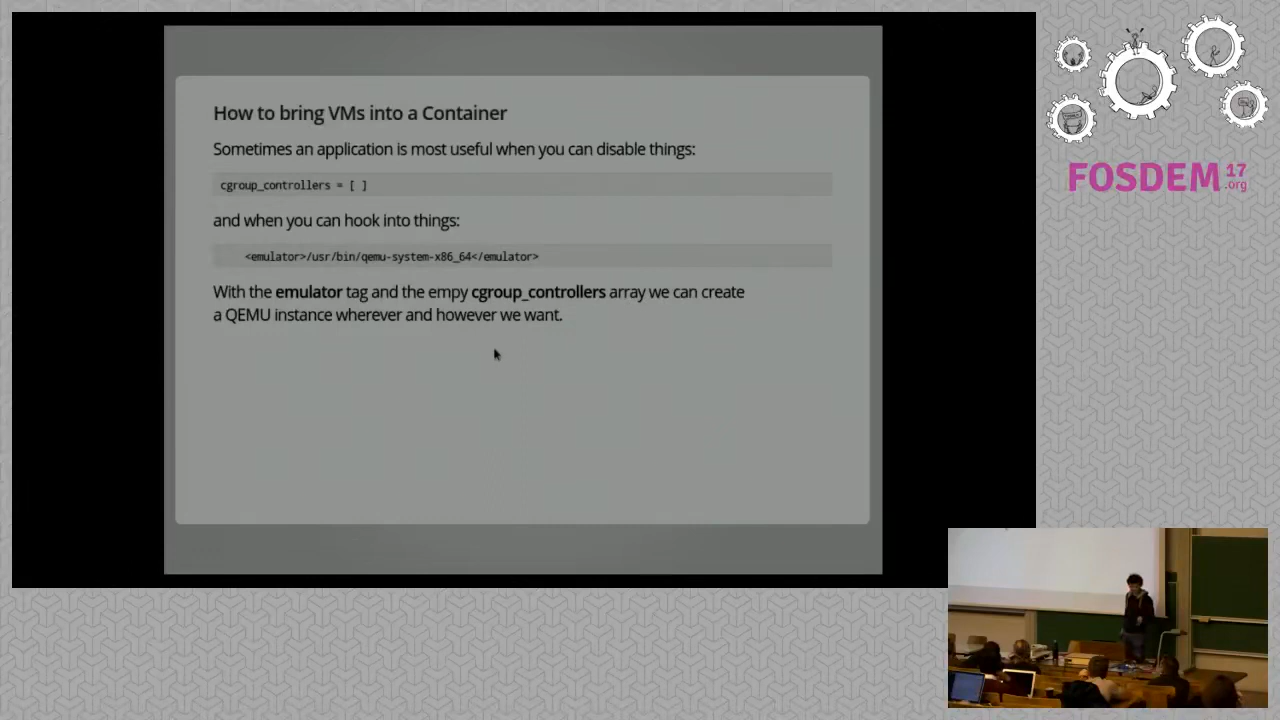 How to bring VMs into a Container
Sometimes an application is most useful when you can disable things:
cgroup_controllers = [ ]
and when you can hook into things:
<emulator>/usr/bin/qemu-system-x86_64</emulator>
With the emulator tag and the empy cgroup_controllers array we can create
a QEMU instance wherever and however we want.
FOSDEM 17
.org